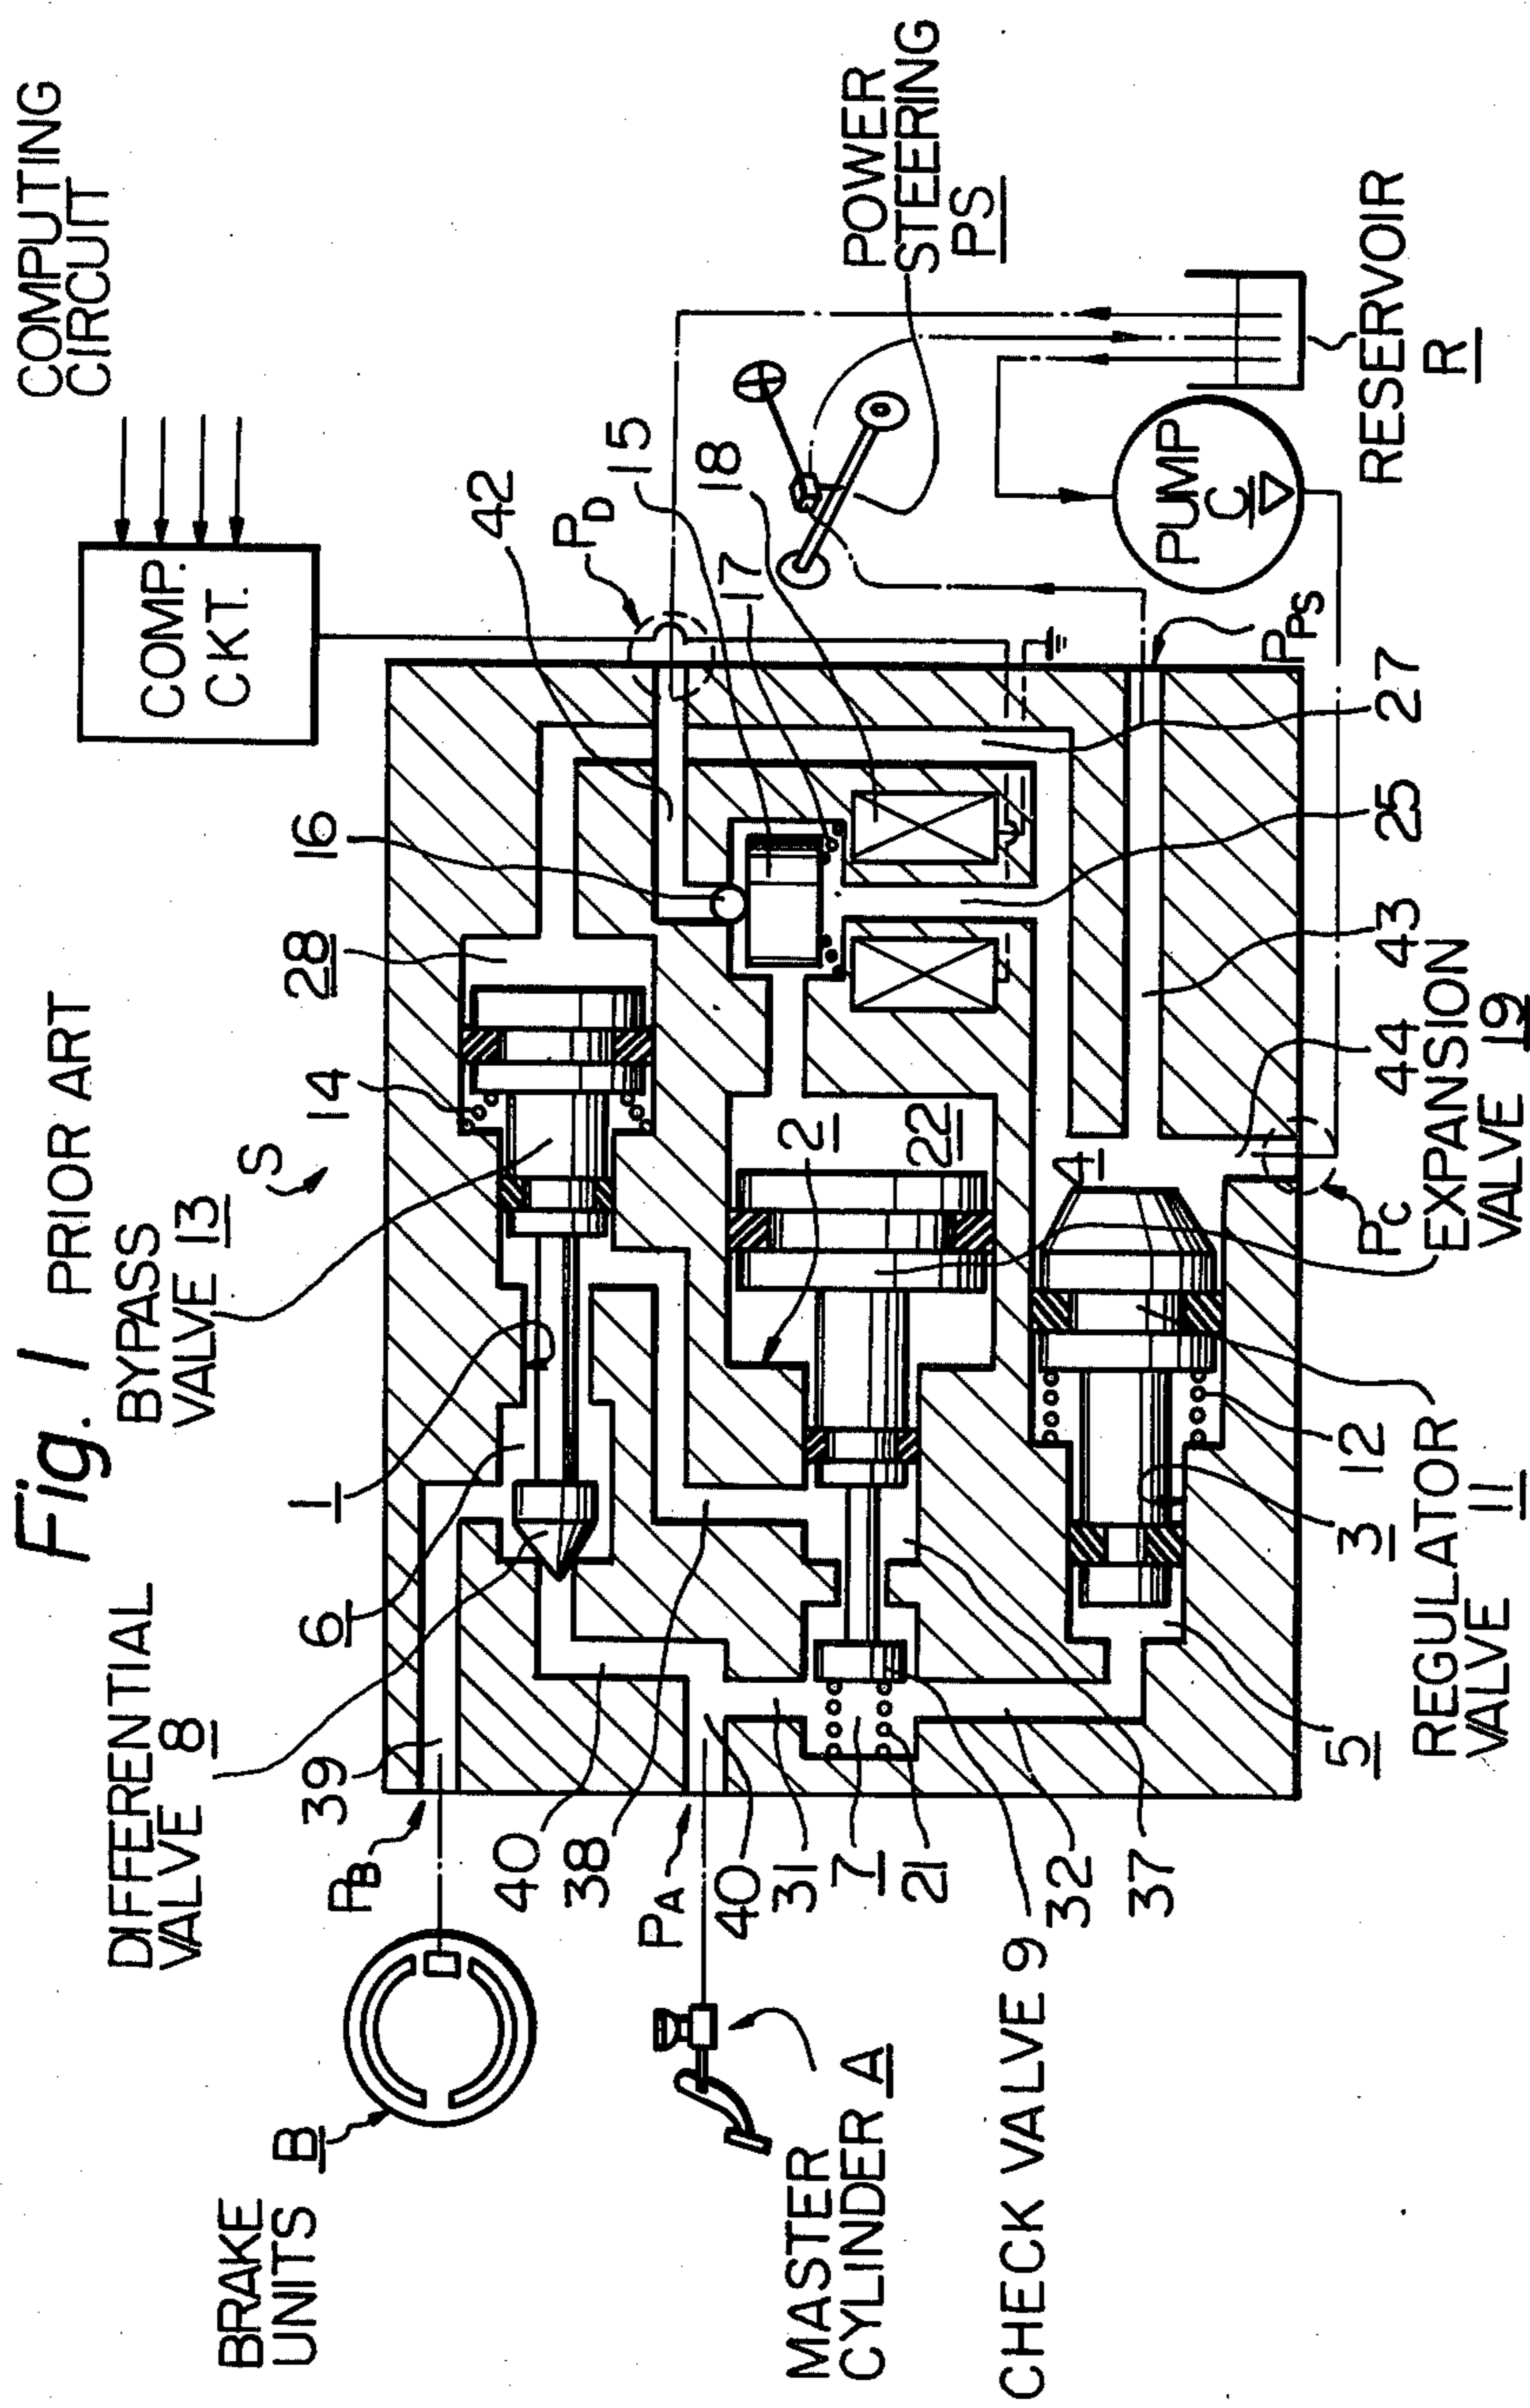 Fig. 1 PRIOR ART
COMPUTING
CIRCUIT
COMP.
CKT.
S
BYPASS
VALVE 13
DIFFERENTIAL
VALVE 8
BRAKE
UNITS B
6
1
14
28
16
42
39
PB
PD
15
18
17
40
38
PA
MASTER
CYLINDER A
40
31
7
21
2
22
4
POWER
STEERING
PS
CHECK VALVE 9
32
37
PUMP
C
PPS
RESERVOIR
R
5
3
12
PC
44
43
25
27
REGULATOR
VALVE 11
EXPANSION
VALVE 19